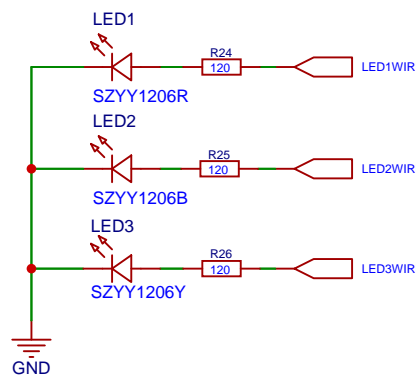 LED1
R24
120
LED1WIR
SZYY1206R
LED2
R25
120
LED2WIR
SZYY1206B
LED3
R26
120
LED3WIR
SZYY1206Y
GND